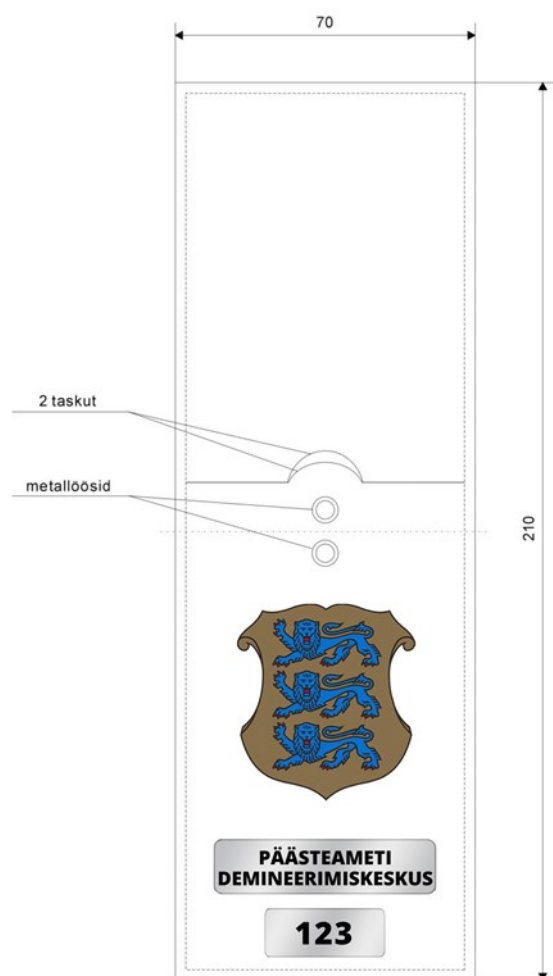 70
2 taskut
metallöösid
210
PÄÄSTEAMETI
DEMINEERIMISKESKUS
123